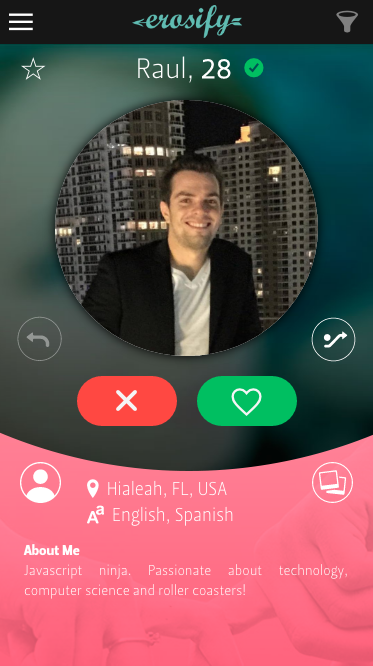 erosify
Raul, 28
Hialeah, FL, USA
Aa English, Spanish
About Me
Javascript ninja. Passionate about technology,
computer science and roller coasters!